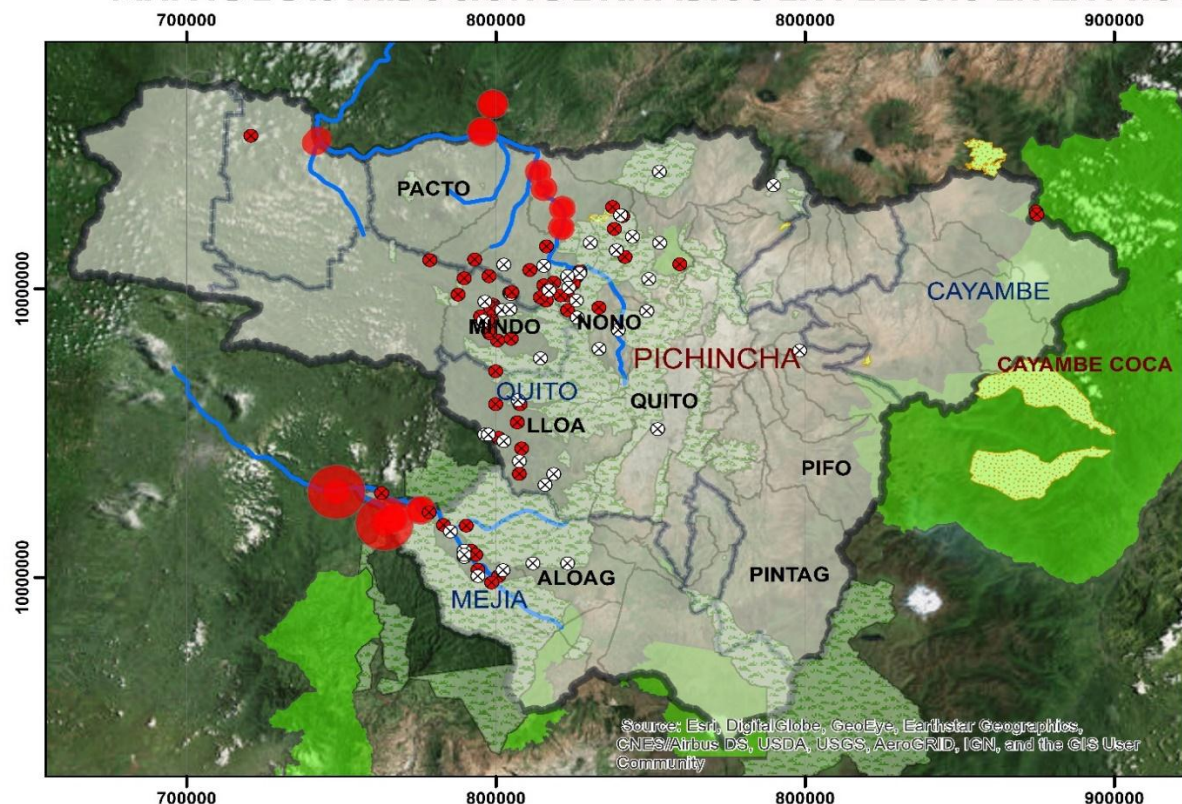 700000 800000 800000 900000
10000000
10000000
PACTO
CAYAMBE
MINDO
NONO
PICHINCHA
CAYAMBE COCA
QUITO
QUITO
LLOA
PIFO
ALOAG
PINTAG
MEJIA
Source: Esri, DigitalGlobe, GeoEye, Earthstar Geographics,
CNES/Airbus DS, USDA, USGS, AeroGRID, IGN, and the GIS User
Community
700000 800000 800000 900000